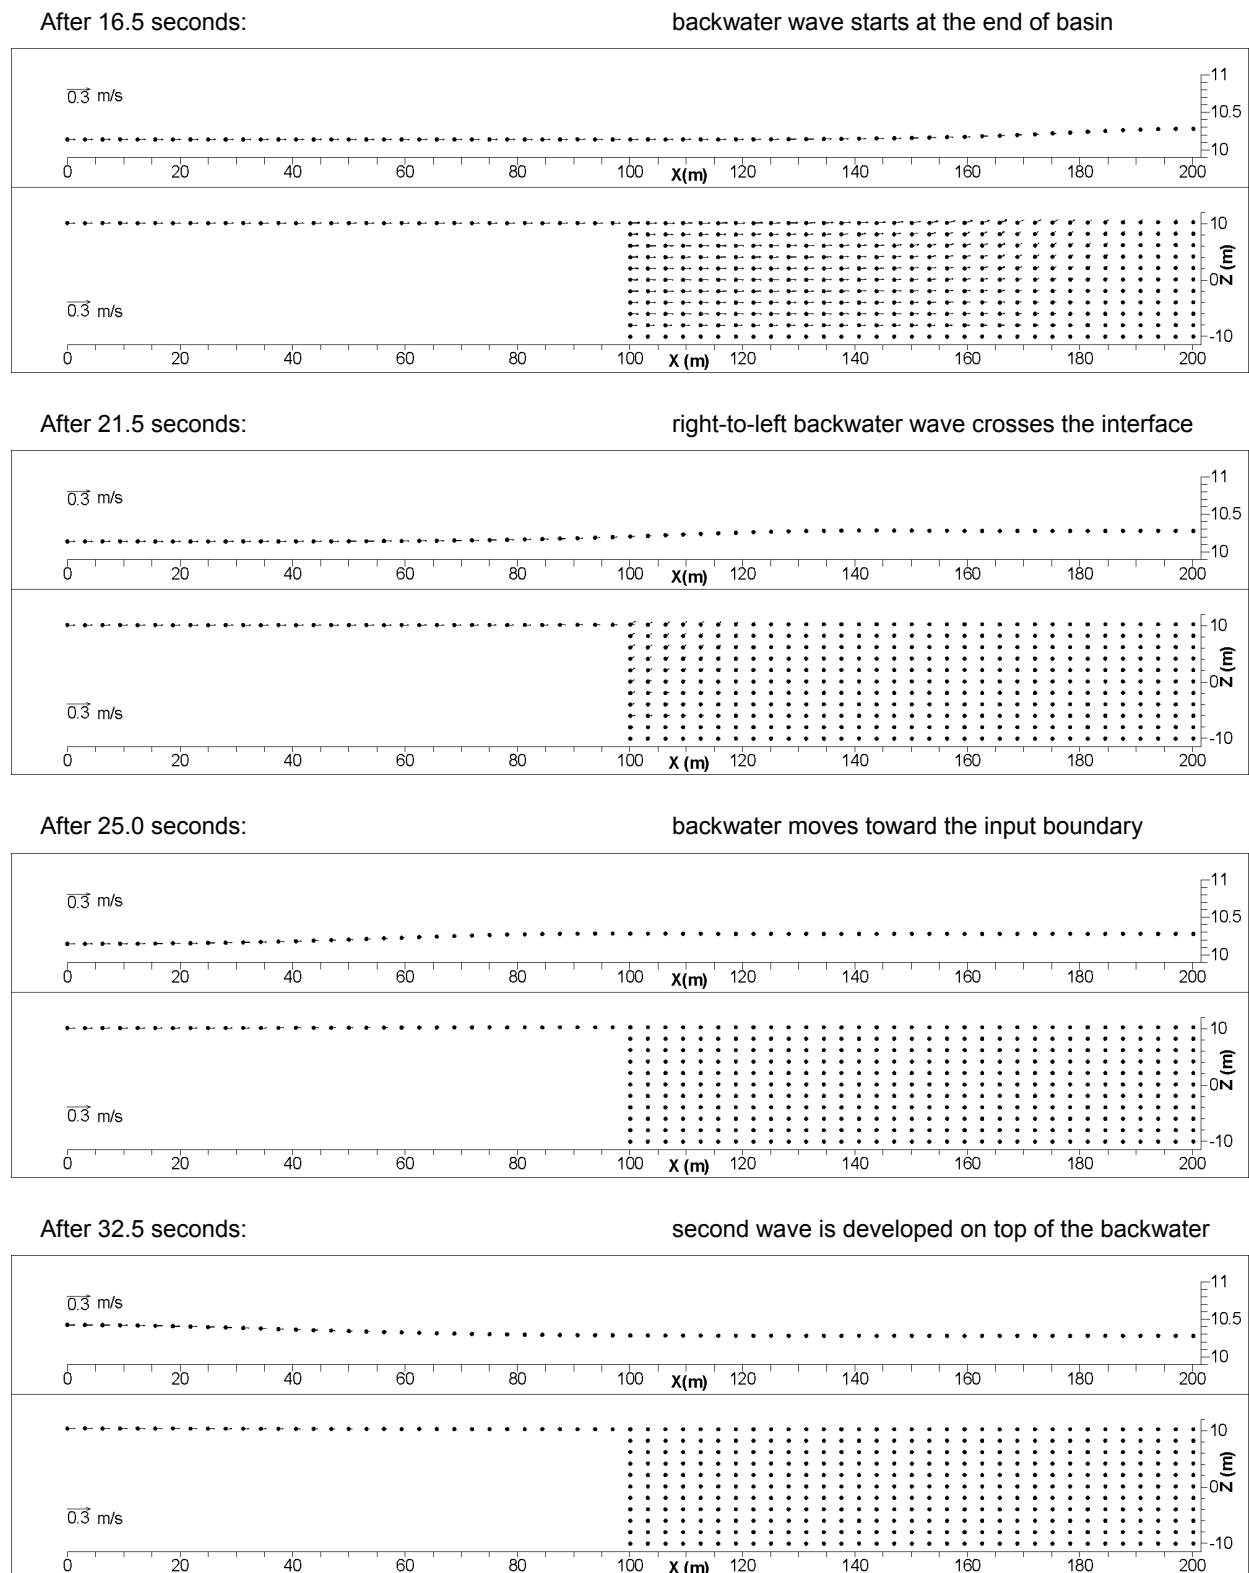 After 16.5 seconds: backwater wave starts at the end of basin
0.3 m/s
11
10.5
10
0 20 40 60 80 100 X(m) 120 140 160 180 200
10
0
-10
Z (m)
0.3 m/s
0 20 40 60 80 100 X (m) 120 140 160 180 200
After 21.5 seconds: right-to-left backwater wave crosses the interface
0.3 m/s
11
10.5
10
0 20 40 60 80 100 X(m) 120 140 160 180 200
10
0
-10
Z (m)
0.3 m/s
0 20 40 60 80 100 X (m) 120 140 160 180 200
After 25.0 seconds: backwater moves toward the input boundary
0.3 m/s
11
10.5
10
0 20 40 60 80 100 X(m) 120 140 160 180 200
10
0
-10
Z (m)
0.3 m/s
0 20 40 60 80 100 X (m) 120 140 160 180 200
After 32.5 seconds: second wave is developed on top of the backwater
0.3 m/s
11
10.5
10
0 20 40 60 80 100 X(m) 120 140 160 180 200
10
0
-10
Z (m)
0.3 m/s
0 20 40 60 80 100 X (m) 120 140 160 180 200